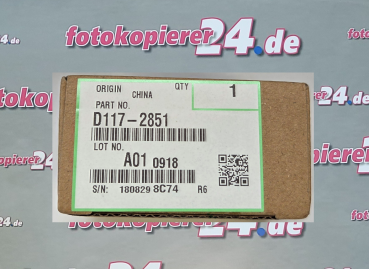 fotokopierer24.de
ORIGIN CHINA QTY 1
PART NO.
D117-2851
LOT NO.
A01 0918
S/N: 180829 8C74 R6